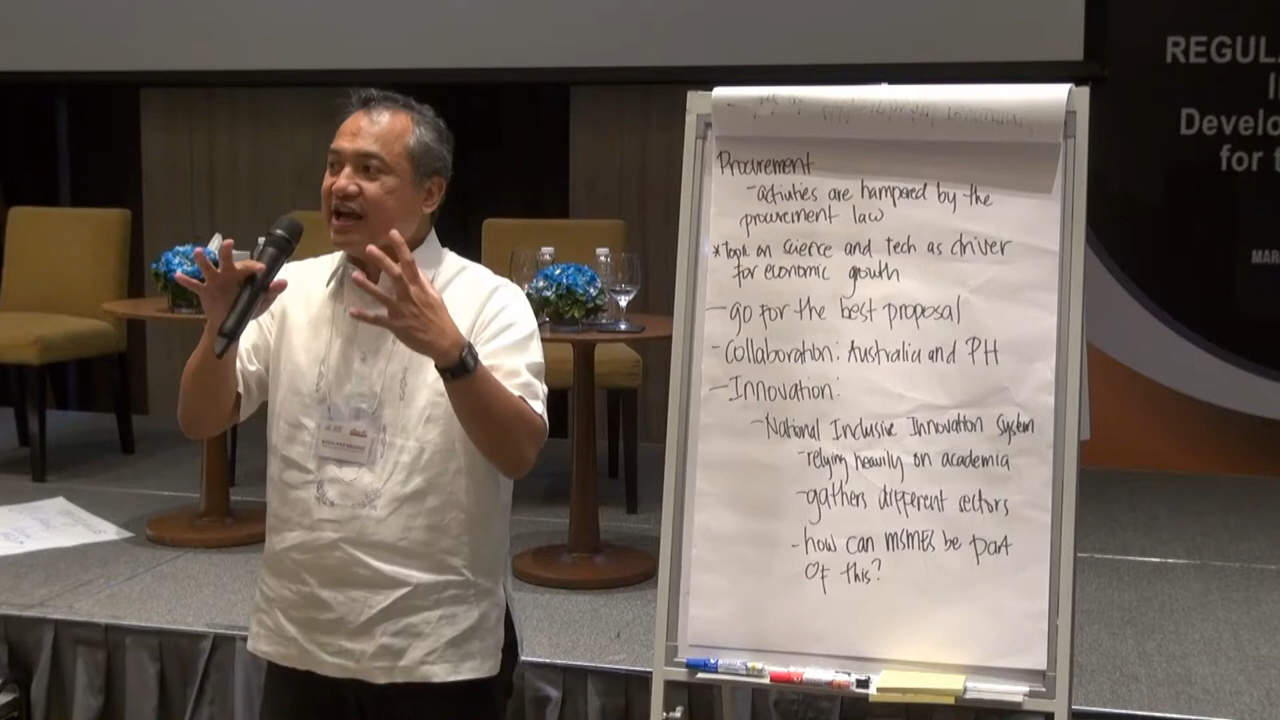 REGUL
Develo
for t
MAR
Procurement
- activities are hampered by the
procurement law
* Topic on science and tech as driver
for economic growth
- go for the best proposal
- Collaboration: Australia and PH
- Innovation:
- National Inclusive Innovation System
- relying heavily on academia
- gathers different sectors
- how can MSMEs be part
of this?